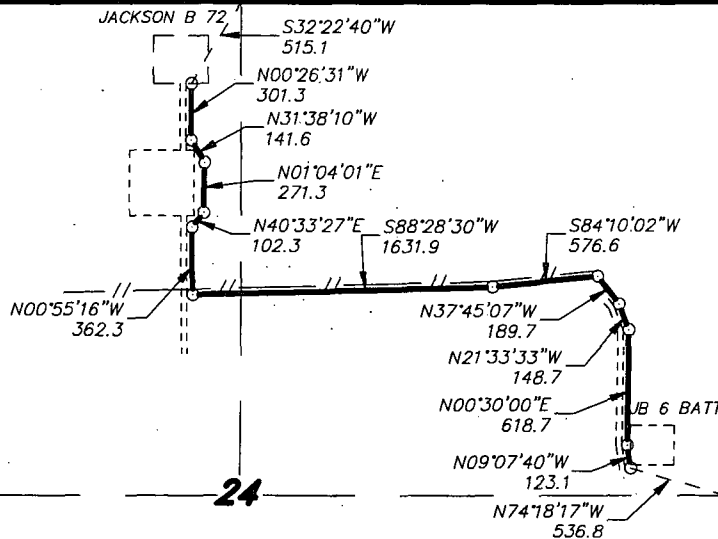 JACKSON B 72
S32°22'40"W
515.1
N00°26'31"W
301.3
N31°38'10"W
141.6
N01°04'01"E
271.3
N40°33'27"E
102.3
S88°28'30"W
1631.9
S84°10'02"W
576.6
N00°55'16"W
362.3
N37°45'07"W
189.7
N21°33'33"W
148.7
N00°30'00"E
618.7
UB 6 BATT
N09°07'40"W
123.1
24
N74°18'17"W
536.8